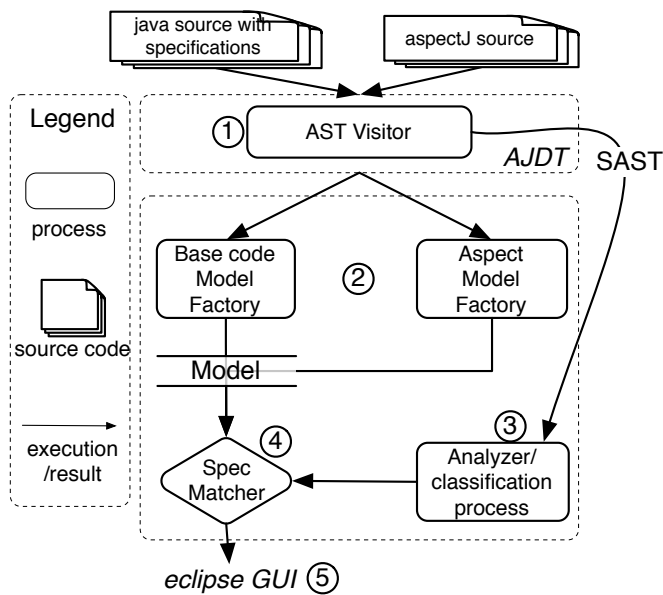 java source with
specifications
aspectJ source
Legend
process
source code
execution
/result
1
AST Visitor
AJDT
SAST
Base code
Model
Factory
2
Aspect
Model
Factory
Model
3
4
Spec
Matcher
Analyzer/
classification
process
eclipse GUI 5